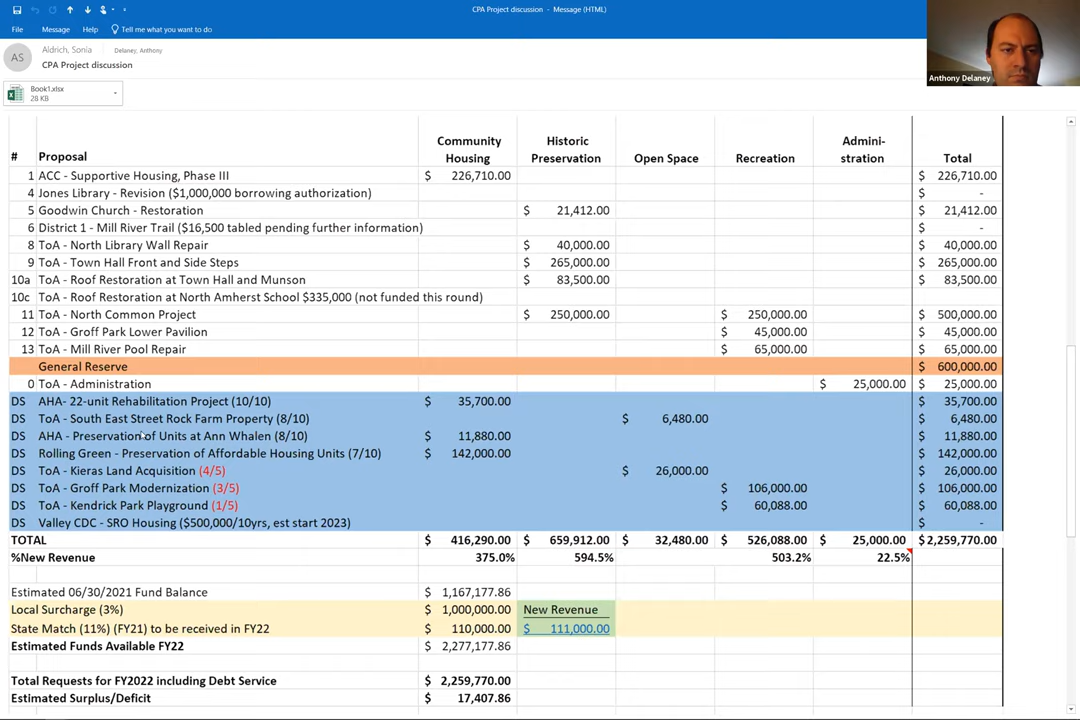 CPA Project discussion - Message (HTML)
File Message Help Tell me what you want to do
AS
Aldrich, Sonia Delaney, Anthony
CPA Project discussion
Book1.xlsx
28 KB
Anthony Delaney
# Proposal Community Housing Historic Preservation Open Space Recreation Admini-stration Total
1 ACC - Supportive Housing, Phase III $ 226,710.00 $ 226,710.00
4 Jones Library - Revision ($1,000,000 borrowing authorization) $ -
5 Goodwin Church - Restoration $ 21,412.00 $ 21,412.00
6 District 1 - Mill River Trail ($16,500 tabled pending further information) $ -
8 ToA - North Library Wall Repair $ 40,000.00 $ 40,000.00
9 ToA - Town Hall Front and Side Steps $ 265,000.00 $ 265,000.00
10a ToA - Roof Restoration at Town Hall and Munson $ 83,500.00 $ 83,500.00
10c ToA - Roof Restoration at North Amherst School $335,000 (not funded this round)
11 ToA - North Common Project $ 250,000.00 $ 250,000.00 $ 500,000.00
12 ToA - Groff Park Lower Pavilion $ 45,000.00 $ 45,000.00
13 ToA - Mill River Pool Repair $ 65,000.00 $ 65,000.00
General Reserve $ 600,000.00
0 ToA - Administration $ 25,000.00 $ 25,000.00
DS AHA- 22-unit Rehabilitation Project (10/10) $ 35,700.00 $ 35,700.00
DS ToA - South East Street Rock Farm Property (8/10) $ 6,480.00 $ 6,480.00
DS AHA - Preservation of Units at Ann Whalen (8/10) $ 11,880.00 $ 11,880.00
DS Rolling Green - Preservation of Affordable Housing Units (7/10) $ 142,000.00 $ 142,000.00
DS ToA - Kieras Land Acquisition (4/5) $ 26,000.00 $ 26,000.00
DS ToA - Groff Park Modernization (3/5) $ 106,000.00 $ 106,000.00
DS ToA - Kendrick Park Playground (1/5) $ 60,088.00 $ 60,088.00
DS Valley CDC - SRO Housing ($500,000/10yrs, est start 2023) $ -
TOTAL $ 416,290.00 $ 659,912.00 $ 32,480.00 $ 526,088.00 $ 25,000.00 $ 2,259,770.00
%New Revenue 375.0% 594.5% 503.2% 22.5%
Estimated 06/30/2021 Fund Balance $ 1,167,177.86
Local Surcharge (3%) $ 1,000,000.00 New Revenue
State Match (11%) (FY21) to be received in FY22 $ 110,000.00 $ 111,000.00
Estimated Funds Available FY22 $ 2,277,177.86
Total Requests for FY2022 including Debt Service $ 2,259,770.00
Estimated Surplus/Deficit $ 17,407.86